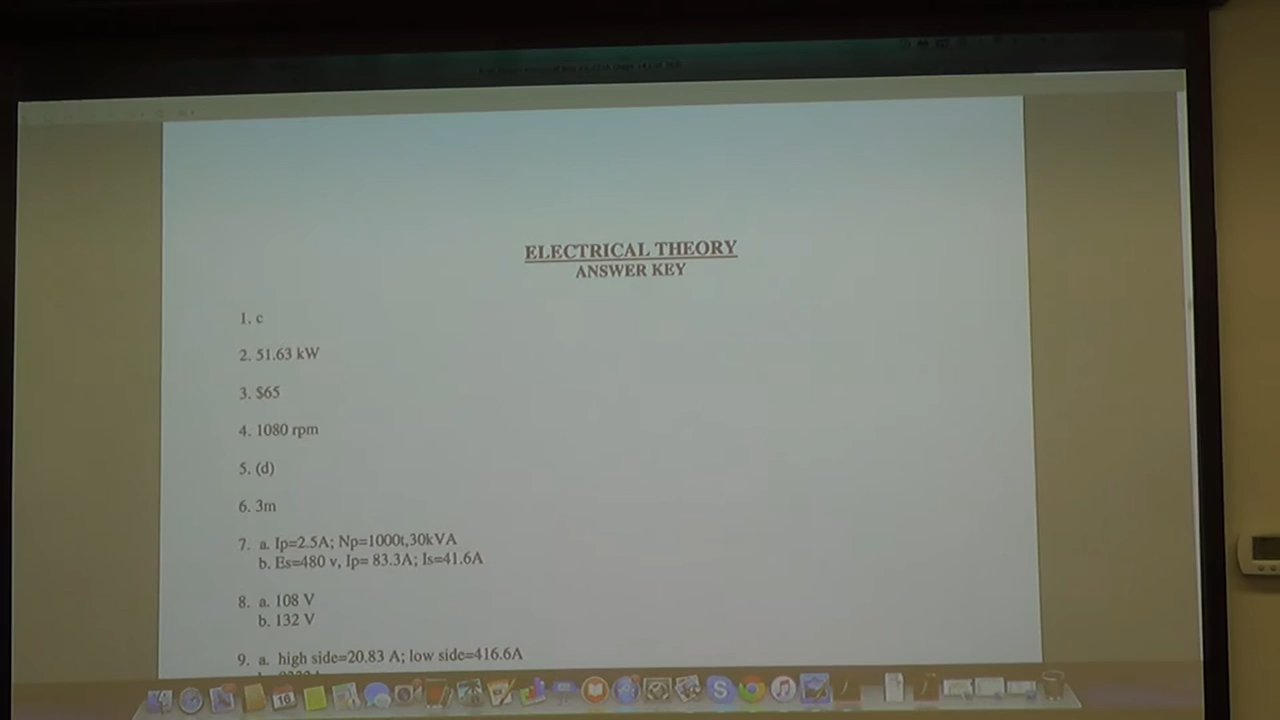 ELECTRICAL THEORY
ANSWER KEY
1. c
2. 51.63 kW
3. $65
4. 1080 rpm
5. (d)
6. 3m
7. a. Ip=2.5A; Np=1000t,30kVA
b. Es=480 v, Ip= 83.3A; Is=41.6A
8. a. 108 V
b. 132 V
9. a. high side=20.83 A; low side=416.6A